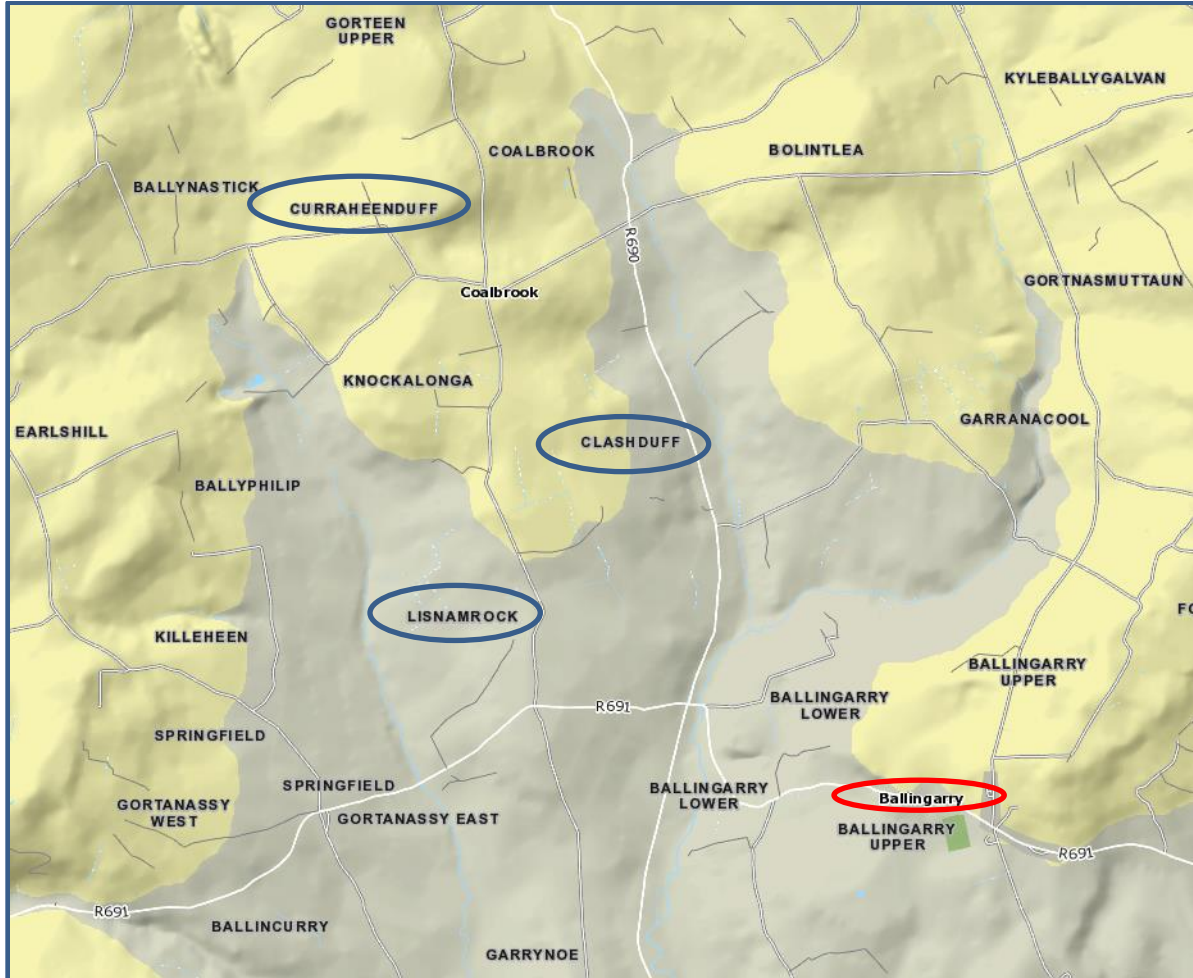 GORTEEN
UPPER
KYLEBALLYGALVAN
COALBROOK
BOLINTLEA
BALLYNASTICK
CURRAHEENDUFF
R690
GORTNASMUTTAUN
Coalbrook
KNOCKALONGA
EARLSHILL
CLASHDUFF
GARRANACOOL
BALLYPHILIP
LISNAMROCK
FO
KILLEHEEN
BALLINGARRY
UPPER
BALLINGARRY
LOWER
R691
SPRINGFIELD
SPRINGFIELD
BALLINGARRY
LOWER
Ballingarry
GORTANASSY
WEST
GORTANASSY EAST
BALLINGARRY
UPPER
R691
R691
BALLINCURRY
GARRYNOE